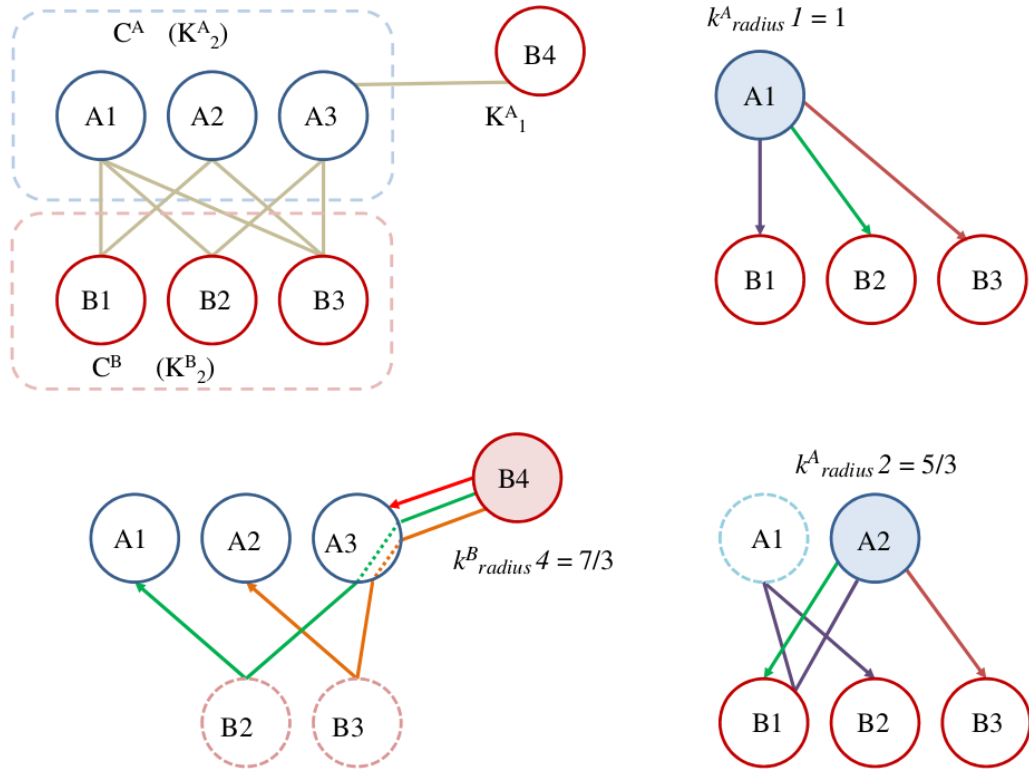 C^A (K^A_2)
A1 A2 A3
B4
K^A_1
B1 B2 B3
C^B (K^B_2)
k^A_radius 1 = 1
A1
B1 B2 B3
B4
A1 A2 A3
k^B_radius 4 = 7/3
B2 B3
k^A_radius 2 = 5/3
A1 A2
B1 B2 B3